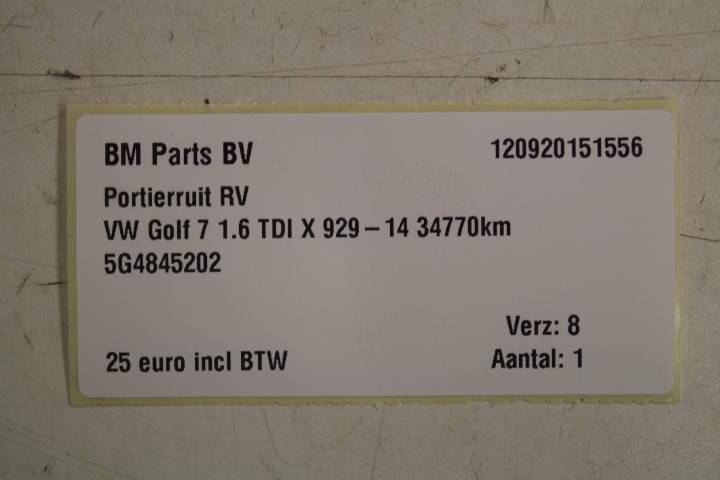 BM Parts BV 120920151556
Portierruit RV
VW Golf 7 1.6 TDI X 929-14 34770km
5G4845202
Verz: 8
25 euro incl BTW Aantal: 1